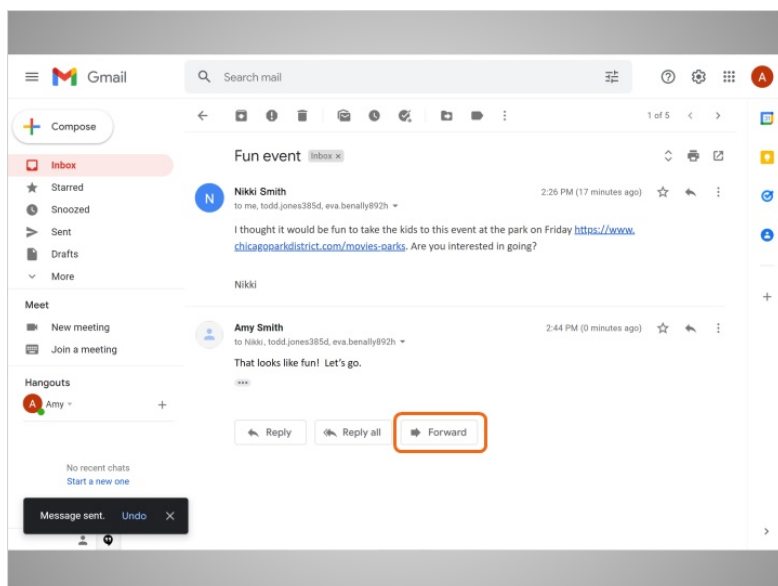 Gmail
Search mail
A
Compose
1 of 5
Inbox
Starred
Snoozed
Sent
Drafts
More
Meet
New meeting
Join a meeting
Hangouts
A Amy
No recent chats
Start a new one
Message sent. Undo
Fun event Inbox x
N
Nikki Smith 2:26 PM (17 minutes ago)
to me, todd.jones385d, eva.benally892h
I thought it would be fun to take the kids to this event at the park on Friday https://www.
chicagoparkdistrict.com/movies-parks. Are you interested in going?
Nikki
Amy Smith 2:44 PM (0 minutes ago)
to Nikki, todd.jones385d, eva.benally892h
That looks like fun! Let's go.
Reply Reply all Forward